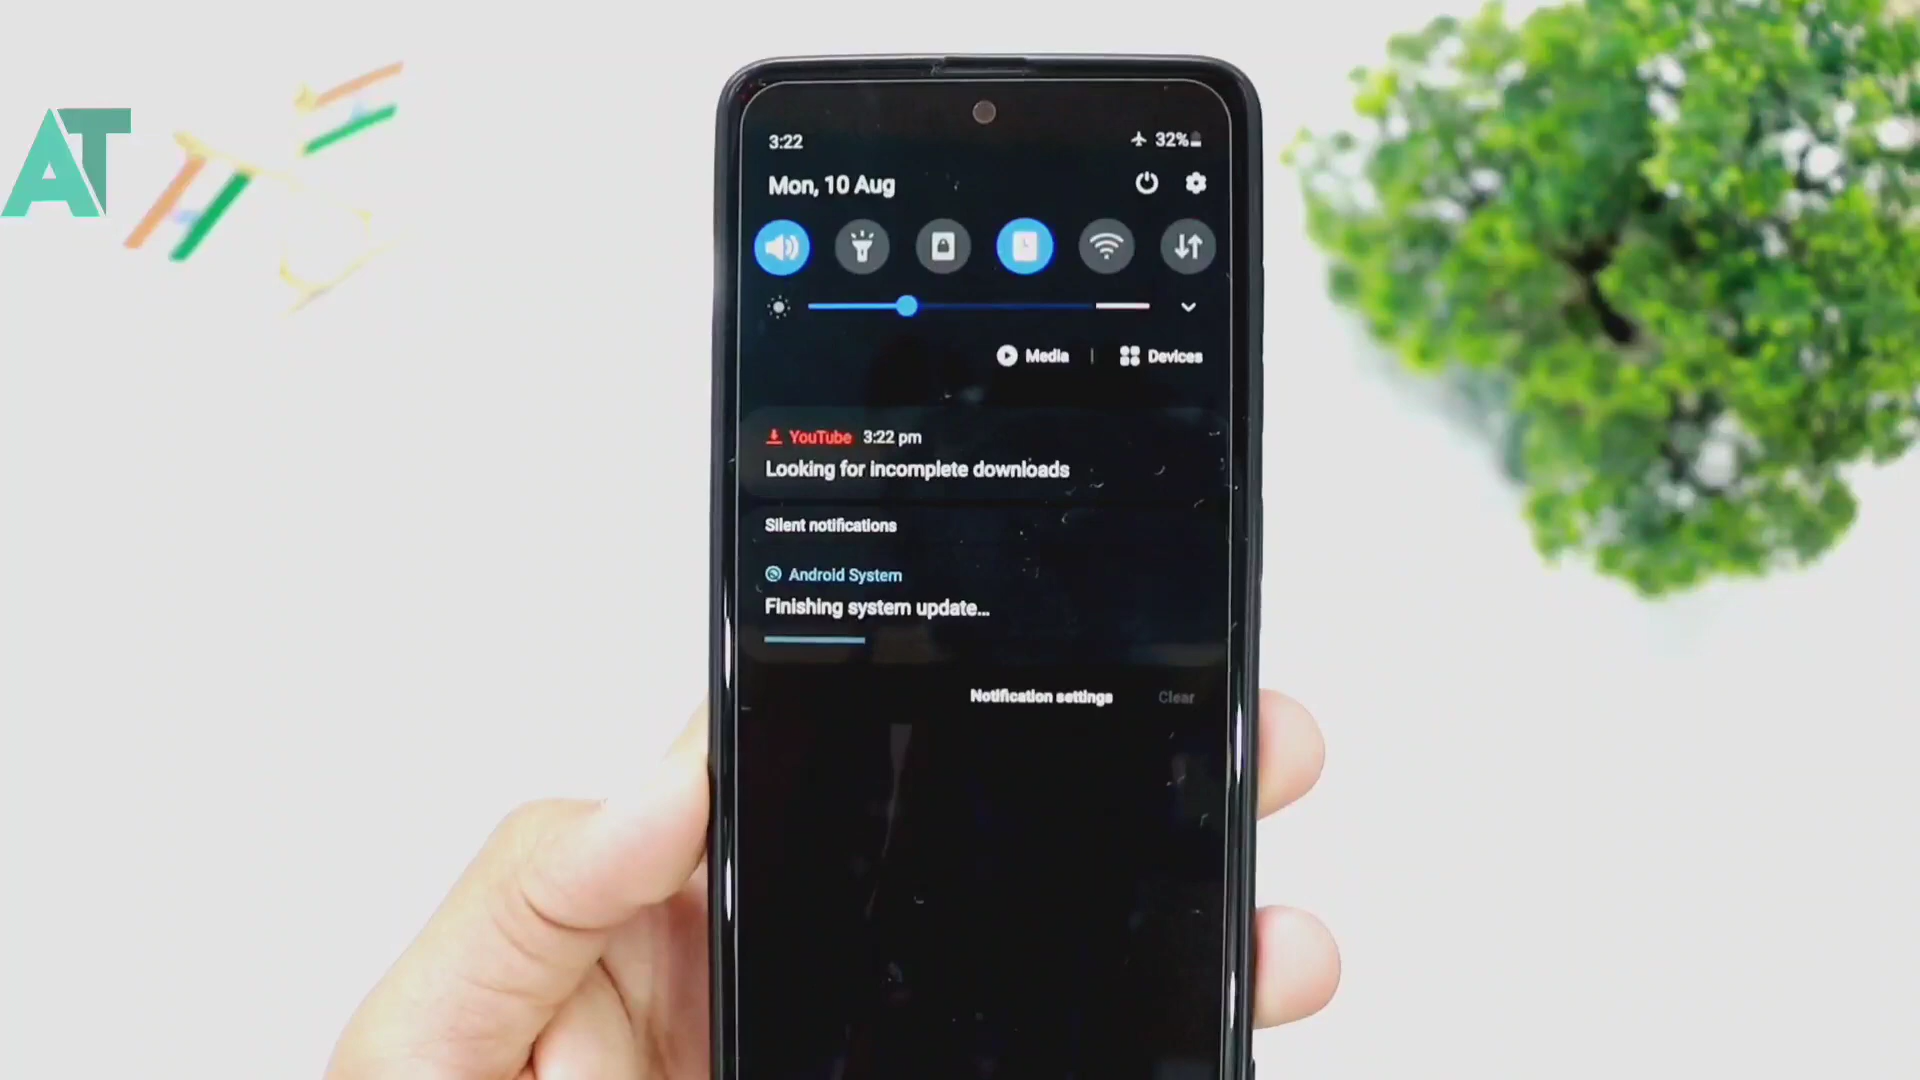 AT
3:22
32%
Mon, 10 Aug
Media | Devices
YouTube 3:22 pm
Looking for incomplete downloads
Silent notifications
Android System
Finishing system update...
Notification settings
Clear